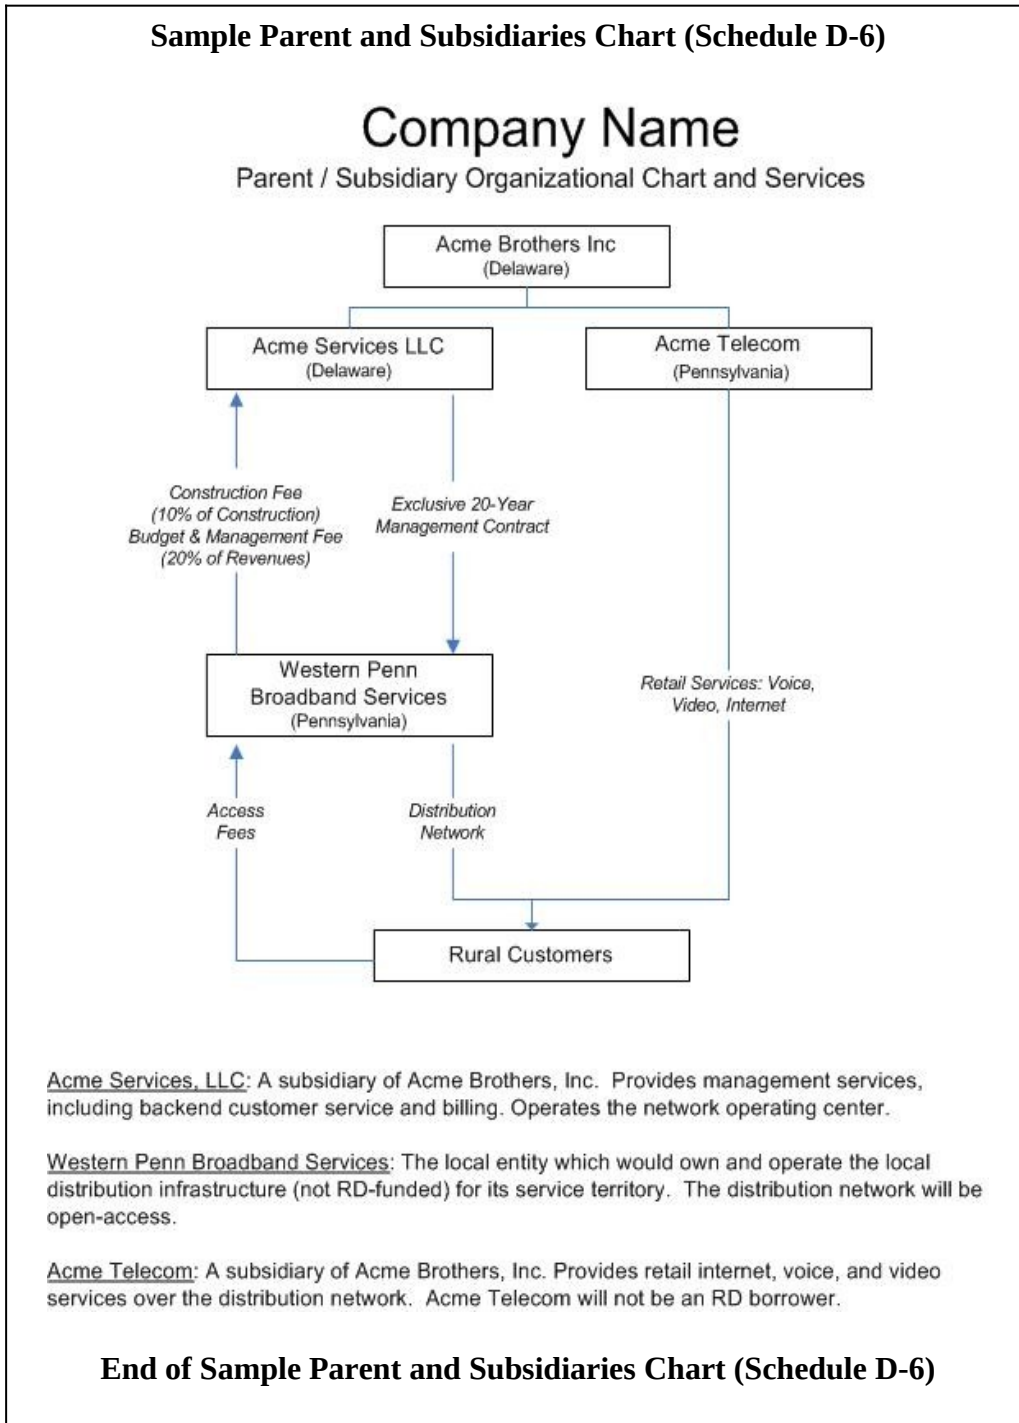 Sample Parent and Subsidiaries Chart (Schedule D-6)
Company Name
Parent / Subsidiary Organizational Chart and Services
Acme Brothers Inc
(Delaware)
Acme Services LLC
(Delaware)
Acme Telecom
(Pennsylvania)
Construction Fee
(10% of Construction)
Budget & Management Fee
(20% of Revenues)
Exclusive 20-Year
Management Contract
Western Penn
Broadband Services
(Pennsylvania)
Retail Services: Voice,
Video, Internet
Access
Fees
Distribution
Network
Rural Customers
Acme Services, LLC: A subsidiary of Acme Brothers, Inc.  Provides management services,
including backend customer service and billing. Operates the network operating center.
Western Penn Broadband Services: The local entity which would own and operate the local
distribution infrastructure (not RD-funded) for its service territory.  The distribution network will be
open-access.
Acme Telecom: A subsidiary of Acme Brothers, Inc. Provides retail internet, voice, and video
services over the distribution network.  Acme Telecom will not be an RD borrower.
End of Sample Parent and Subsidiaries Chart (Schedule D-6)